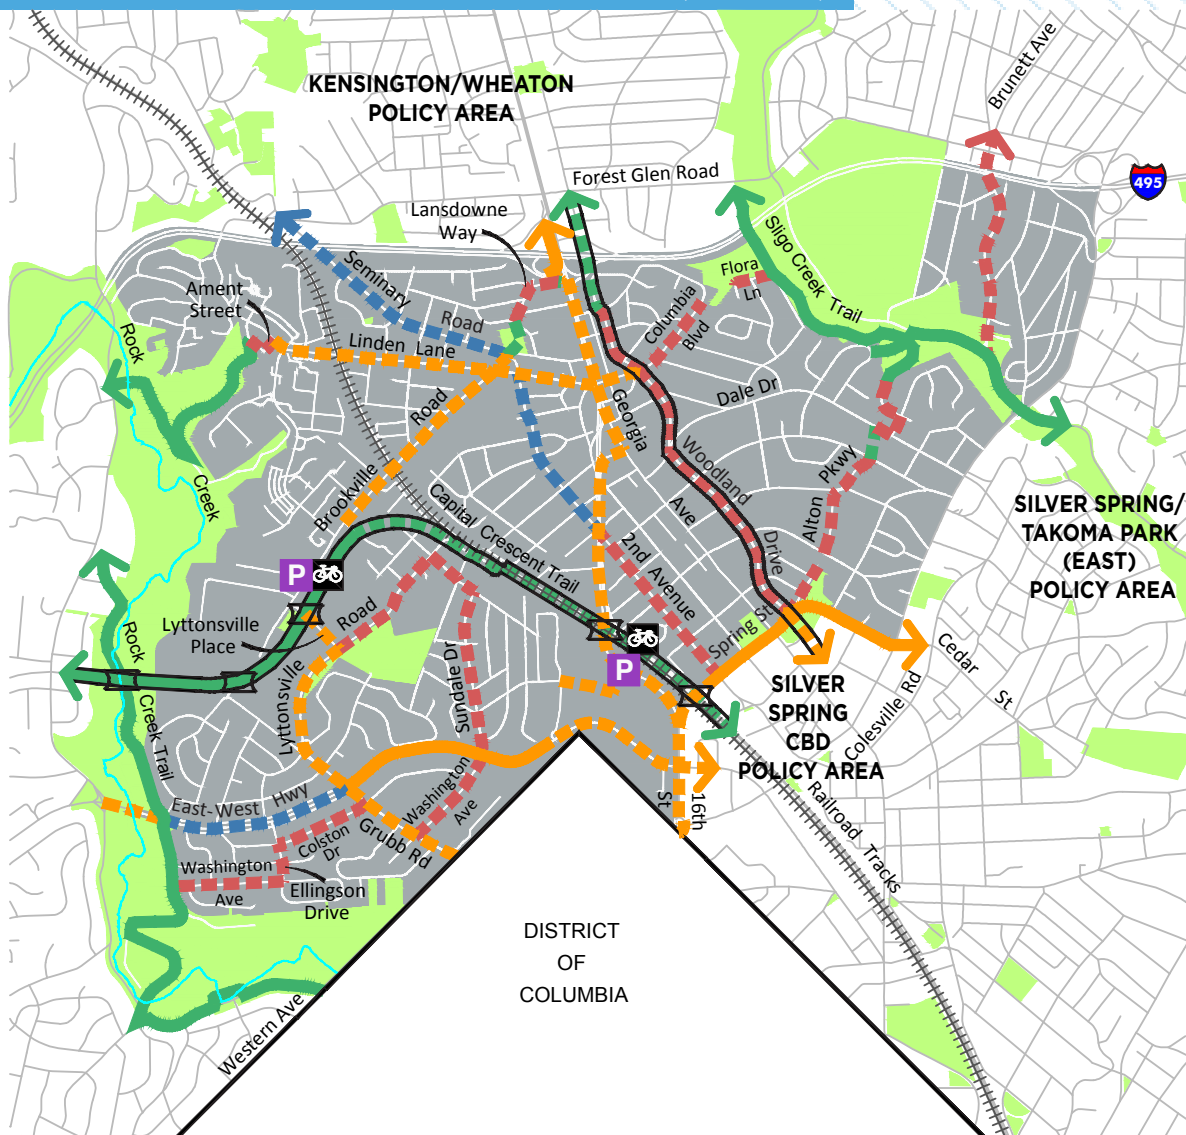 KENSINGTON/WHEATON
POLICY AREA
Brunett Ave
495
Forest Glen Road
Lansdowne
Way
Sligo Creek Trail
Flora
Ln
Seminary
Road
Ament
Street
Columbia
Blvd
Rock
Linden Lane
Dale Dr
Georgia
Road
Woodland
Pkwy
Creek
Brookville
Capital Crescent Trail
Ave
Alton
SILVER SPRING/
TAKOMA PARK
(EAST)
POLICY AREA
2nd Avenue
Drive
P
Road
Lyttonsville
Place
Rock
Spring St
Cedar
St
P
Sundale Dr
Lyttonsville
SILVER
SPRING
CBD
POLICY AREA
Colesville Rd
Creek Trail
East-West Hwy
Washington
Ave
16th
St
Railroad Tracks
Colston
Dr
Grubb Rd
Washington
Ave
Ellingson
Drive
DISTRICT
OF
COLUMBIA
Western Ave